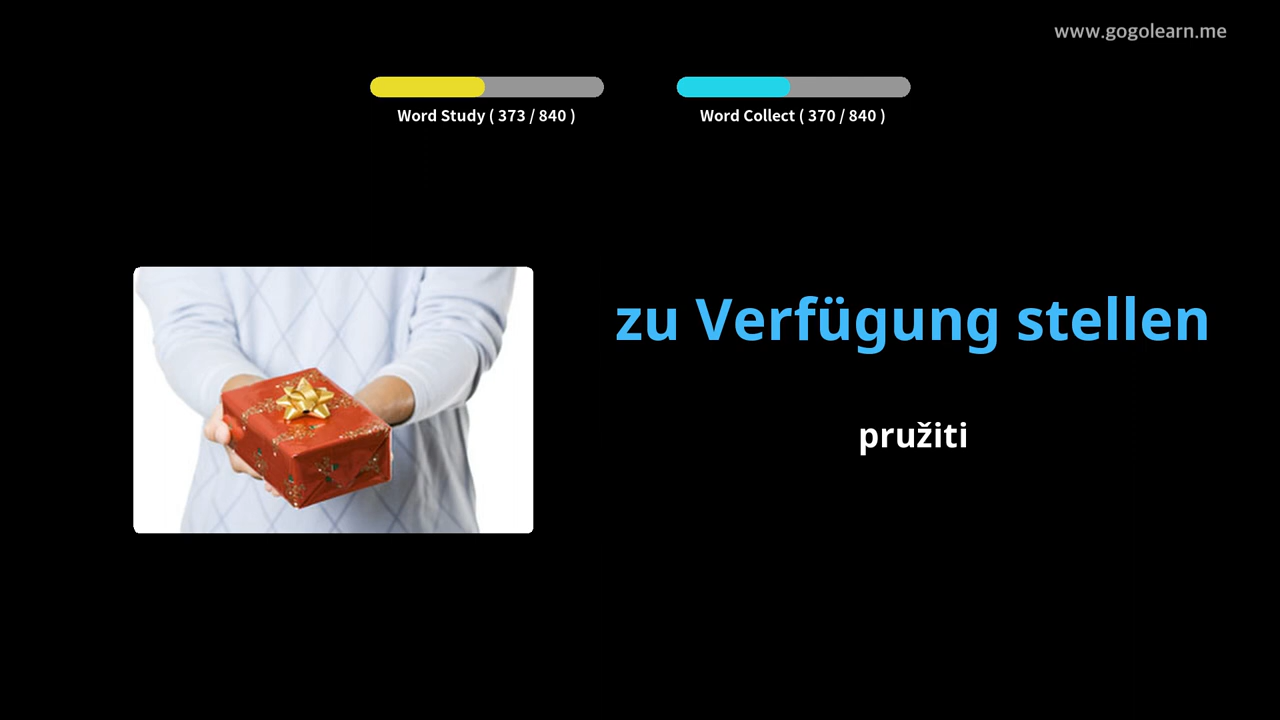 www.gogolearn.me
Word Study ( 373 / 840 )
Word Collect ( 370 / 840 )
zu Verfügung stellen
pružiti